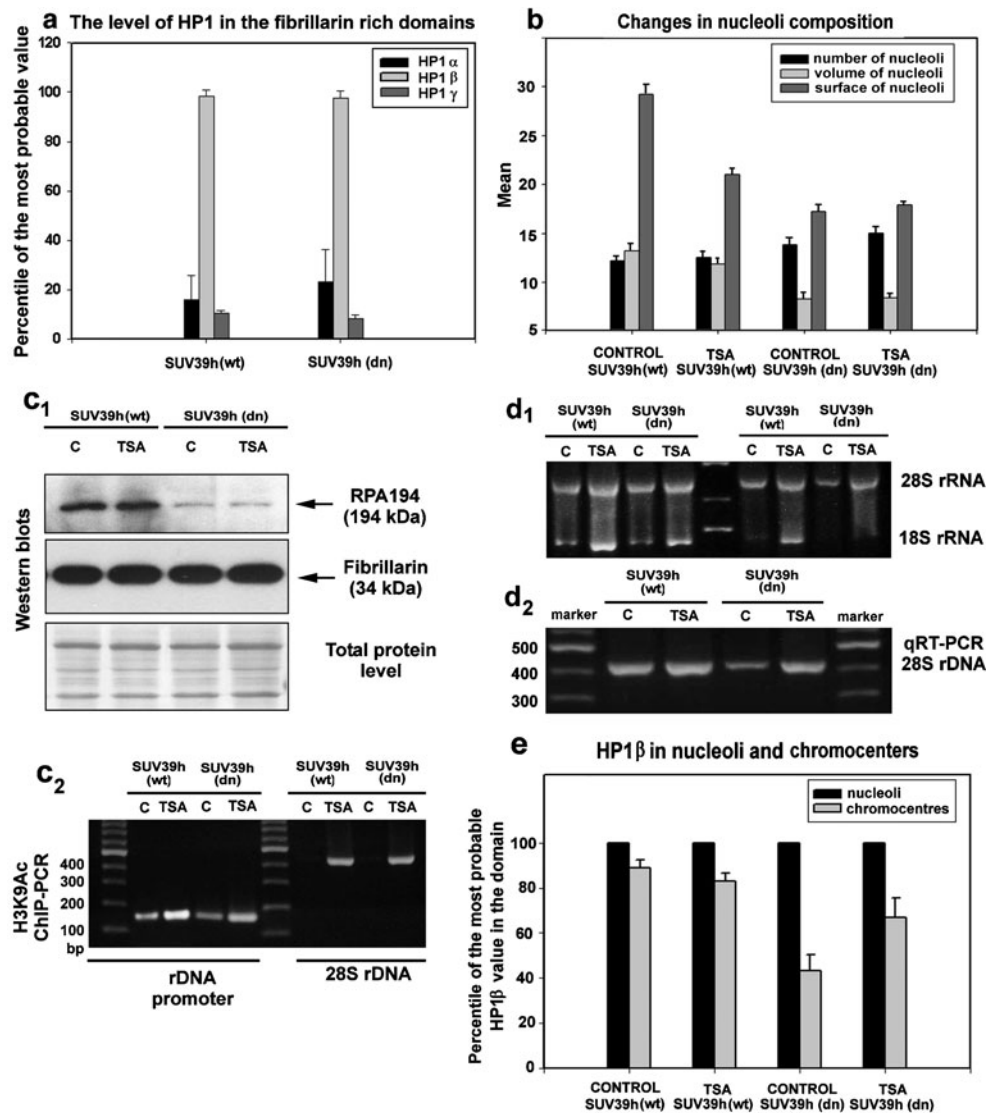 a
The level of HP1 in the fibrillarin rich domains
Percentile of the most probable value
120
100
80
60
40
20
0
HP1 α
HP1 β
HP1 γ
SUV39h(wt)
SUV39h (dn)
b
Changes in nucleoli composition
Mean
30
25
20
15
10
5
number of nucleoli
volume of nucleoli
surface of nucleoli
CONTROL
SUV39h(wt)
TSA
SUV39h (wt)
CONTROL
SUV39h (dn)
TSA
SUV39h (dn)
c1
SUV39h(wt)
SUV39h (dn)
C
TSA
C
TSA
Western blots
RPA194
(194 kDa)
Fibrillarin
(34 kDa)
Total protein
level
d1
SUV39h
(wt)
SUV39h
(dn)
SUV39h
(wt)
SUV39h
(dn)
C TSA C TSA
C TSA C TSA
28S rRNA
18S rRNA
d2
SUV39h
(wt)
SUV39h
(dn)
marker
C
TSA
C
TSA
marker
500
400
300
qRT-PCR
28S rDNA
c2
SUV39h
(wt)
SUV39h
(dn)
SUV39h
(wt)
SUV39h
(dn)
C TSA C TSA
C TSA C TSA
H3K9Ac
ChIP-PCR
400
300
200
100
bp
rDNA
promoter
28S rDNA
e
HP1β in nucleoli and chromocenters
Percentile of the most probable
HP1β value in the domain
100
80
60
40
20
0
nucleoli
chromocentres
CONTROL
SUV39h(wt)
TSA
SUV39h (wt)
CONTROL
SUV39h (dn)
TSA
SUV39h (dn)